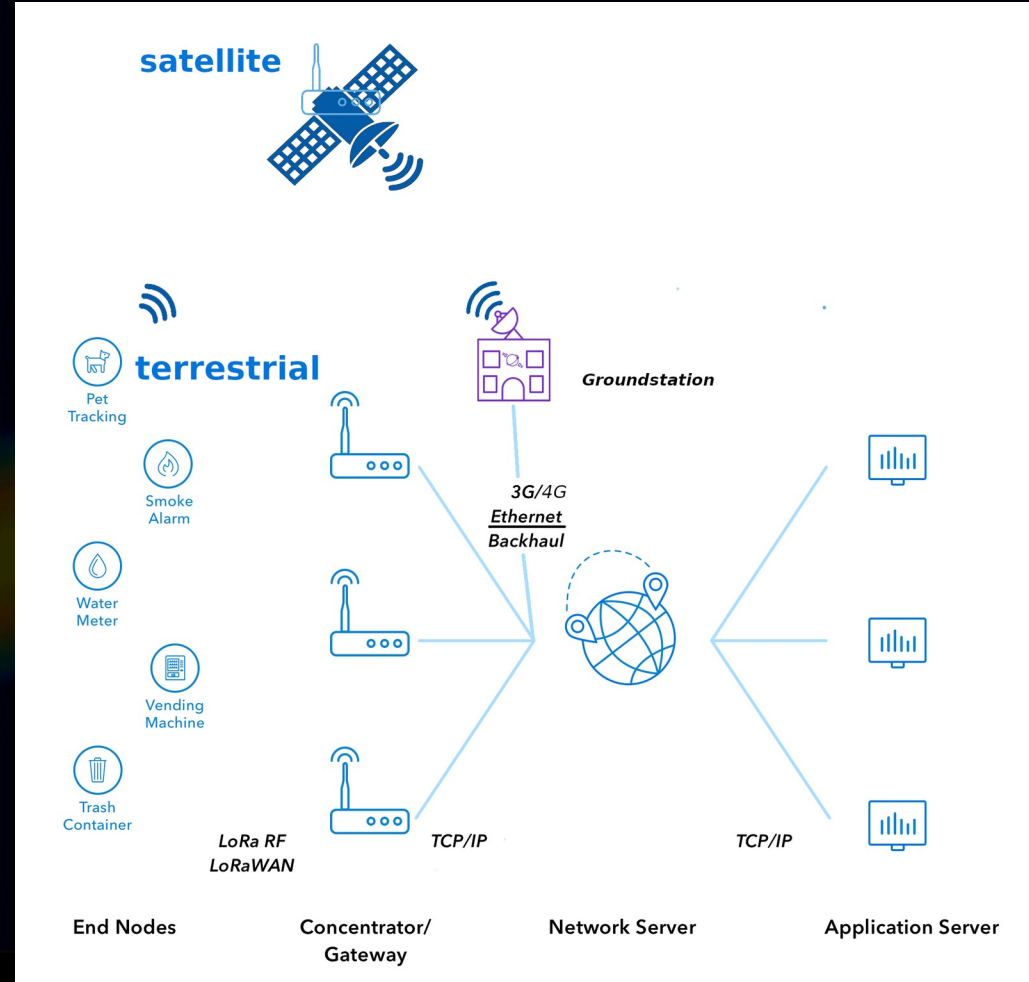 satellite
terrestrial
Pet
Tracking
Smoke
Alarm
Water
Meter
Vending
Machine
Trash
Container
Groundstation
3G/4G
Ethernet
Backhaul
LoRa RF
LoRaWAN
TCP/IP
TCP/IP
End Nodes
Concentrator/
Gateway
Network Server
Application Server